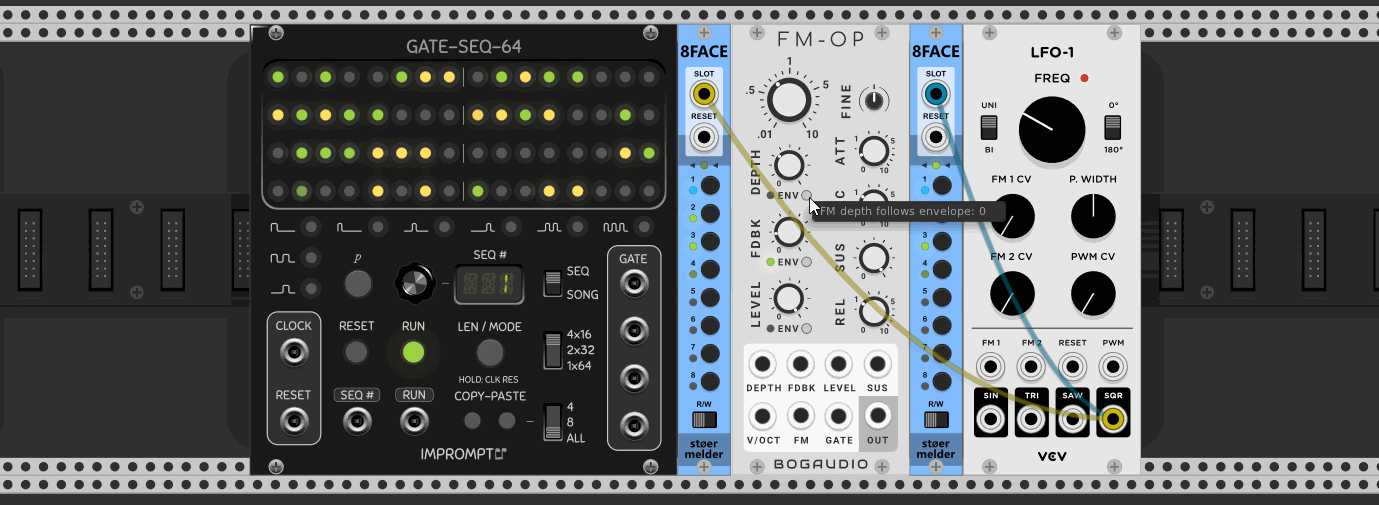 GATE-SEQ-64
SEQ #
1
p
SEQ
SONG
GATE
CLOCK
RESET
RUN
LEN / MODE
4x16
2x32
1x64
HOLD: CLK RES
RESET
SEQ #
RUN
COPY-PASTE
4
8
ALL
IMPROMPT
8FACE
SLOT
RESET
1
2
3
4
5
6
7
8
R/W
støer
melder
FM-OP
1
.5
5
.01
10
FINE
DEPTH
ENV
ATT
0
5
10
FM depth follows envelope: 0
C
5
FDBK
0
ENV
SUS
0
LEVEL
0
ENV
REL
0
5
10
DEPTH FDBK LEVEL SUS
V/OCT FM GATE OUT
BOGAUDIO
8FACE
SLOT
RESET
1
3
4
5
6
7
8
R/W
støer
melder
LFO-1
FREQ
UNI
BI
0°
180°
FM 1 CV
P. WIDTH
FM 2 CV
PWM CV
FM 1 FM 2 RESET PWM
SIN TRI SAW SQR
VCV